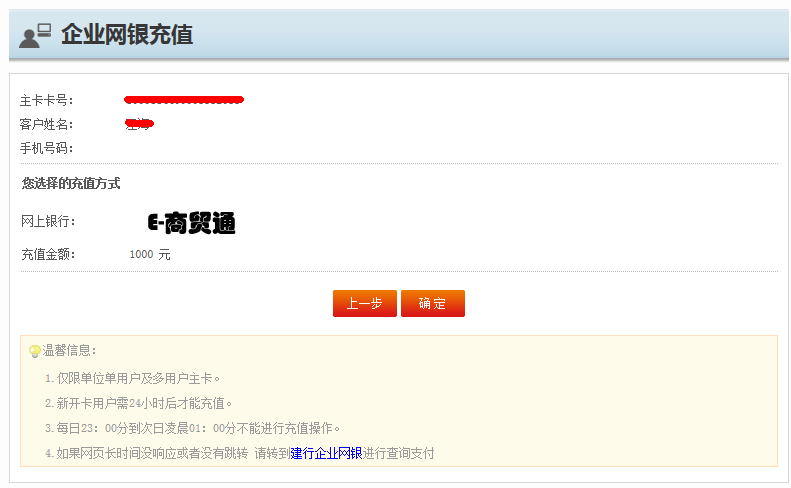 企业网银充值
主卡卡号：
客户姓名：
手机号码：
您选择的充值方式
网上银行： E-商贸通
充值金额： 1000 元
上一步 确 定
温馨信息：
1.仅限单位单用户及多用户主卡。
2.新开卡用户需24小时后才能充值。
3.每日23：00分到次日凌晨01：00分不能进行充值操作。
4.如果网页长时间没响应或者没有跳转 请转到建行企业网银进行查询支付